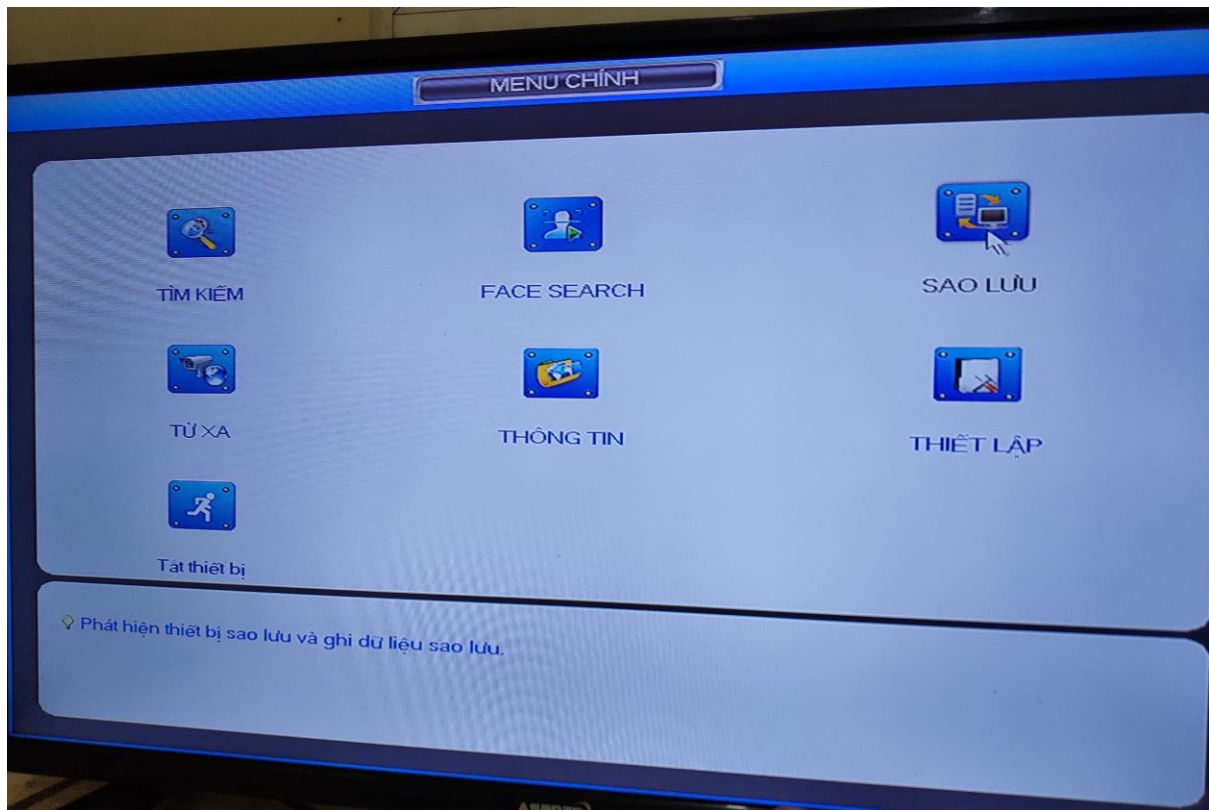 MENU CHÍNH
TÌM KIẾM
FACE SEARCH
SAO LƯU
TỪ XA
THÔNG TIN
THIẾT LẬP
Tắt thiết bị
Phát hiện thiết bị sao lưu và ghi dữ liệu sao lưu.